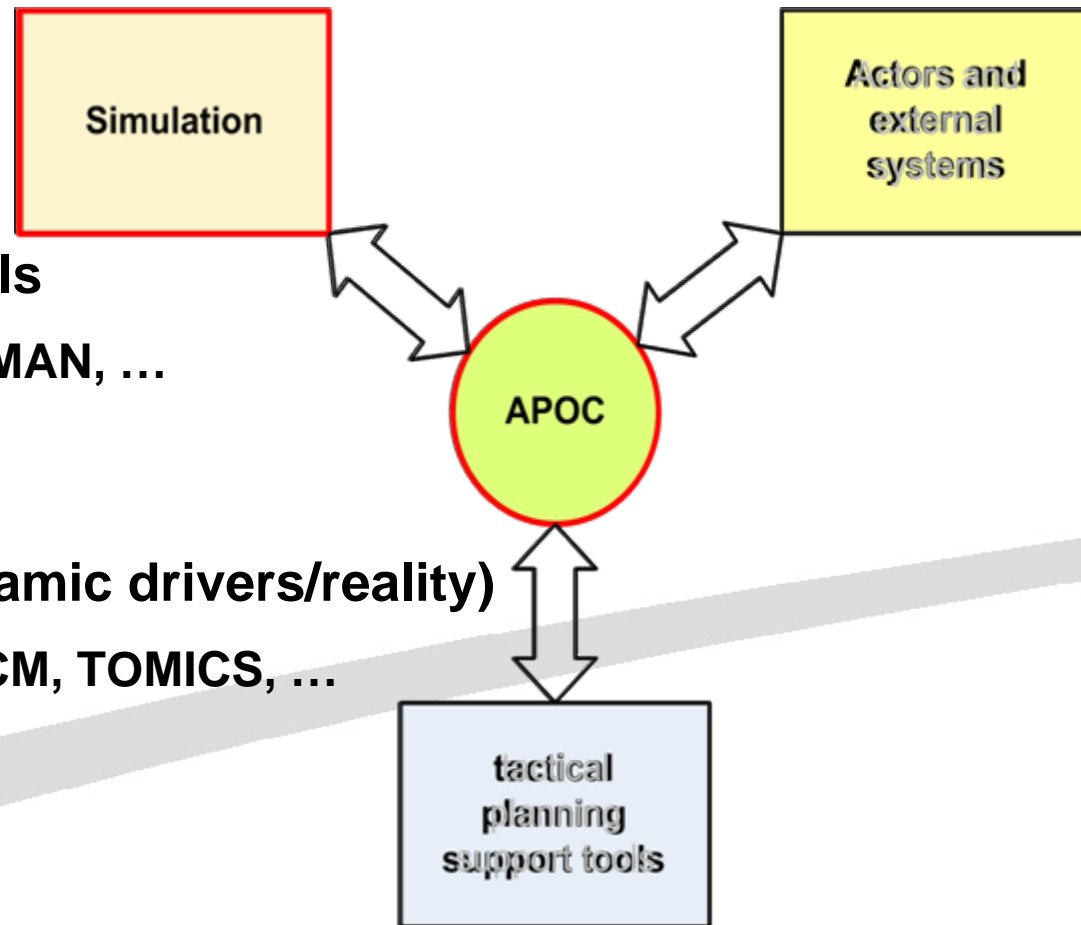 Simulation
Actors and
external
systems
ls
MAN, …
APOC
amic drivers/reality)
CM, TOMICS, …
tactical
planning
support tools